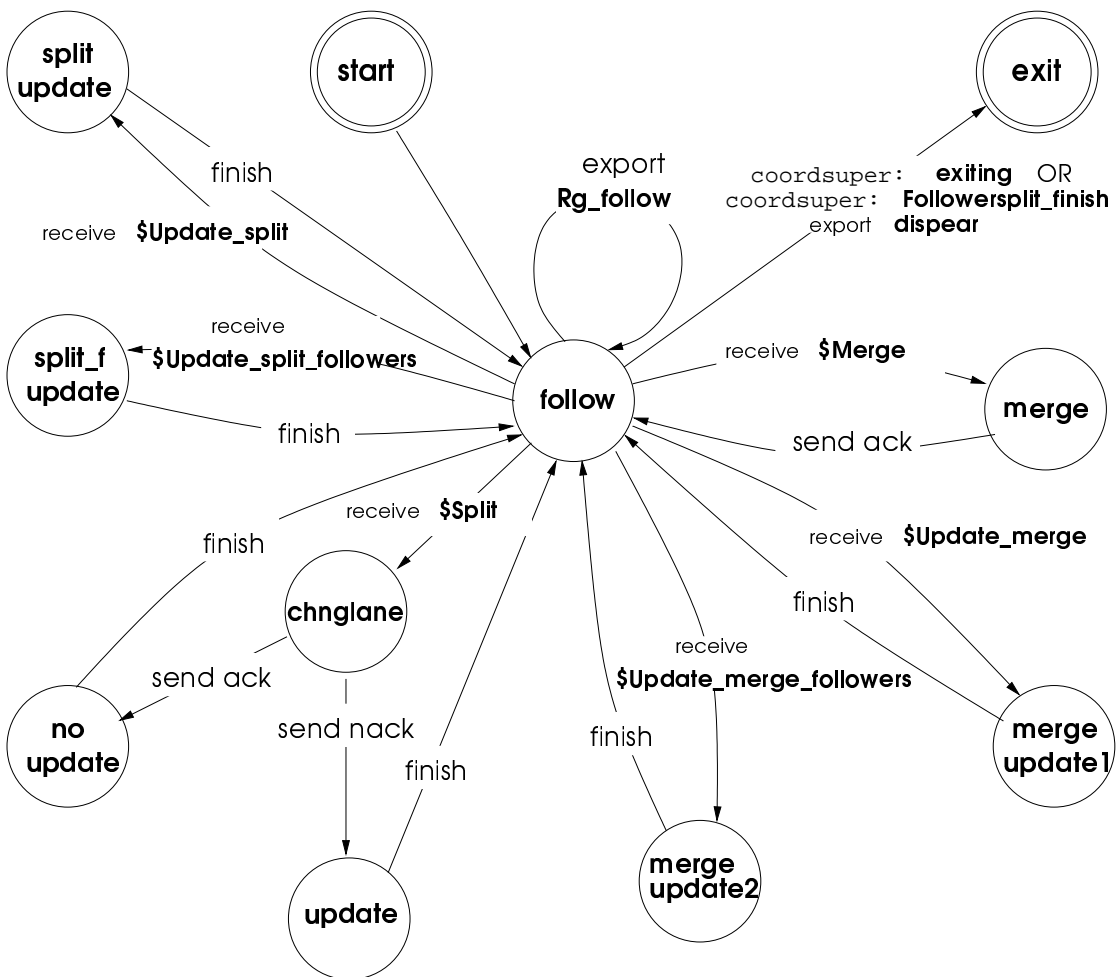 split
update
start
exit
finish
export
Rg_follow
coordsuper: exiting OR
coordsuper: Followersplit_finish
export dispear
receive $Update_split
receive
$Update_split_followers
split_f
update
follow
receive $Merge
merge
finish
send ack
receive $Split
receive $Update_merge
finish
chnglane
finish
receive
$Update_merge_followers
send ack
no
update
send nack
finish
finish
merge
update1
merge
update2
update